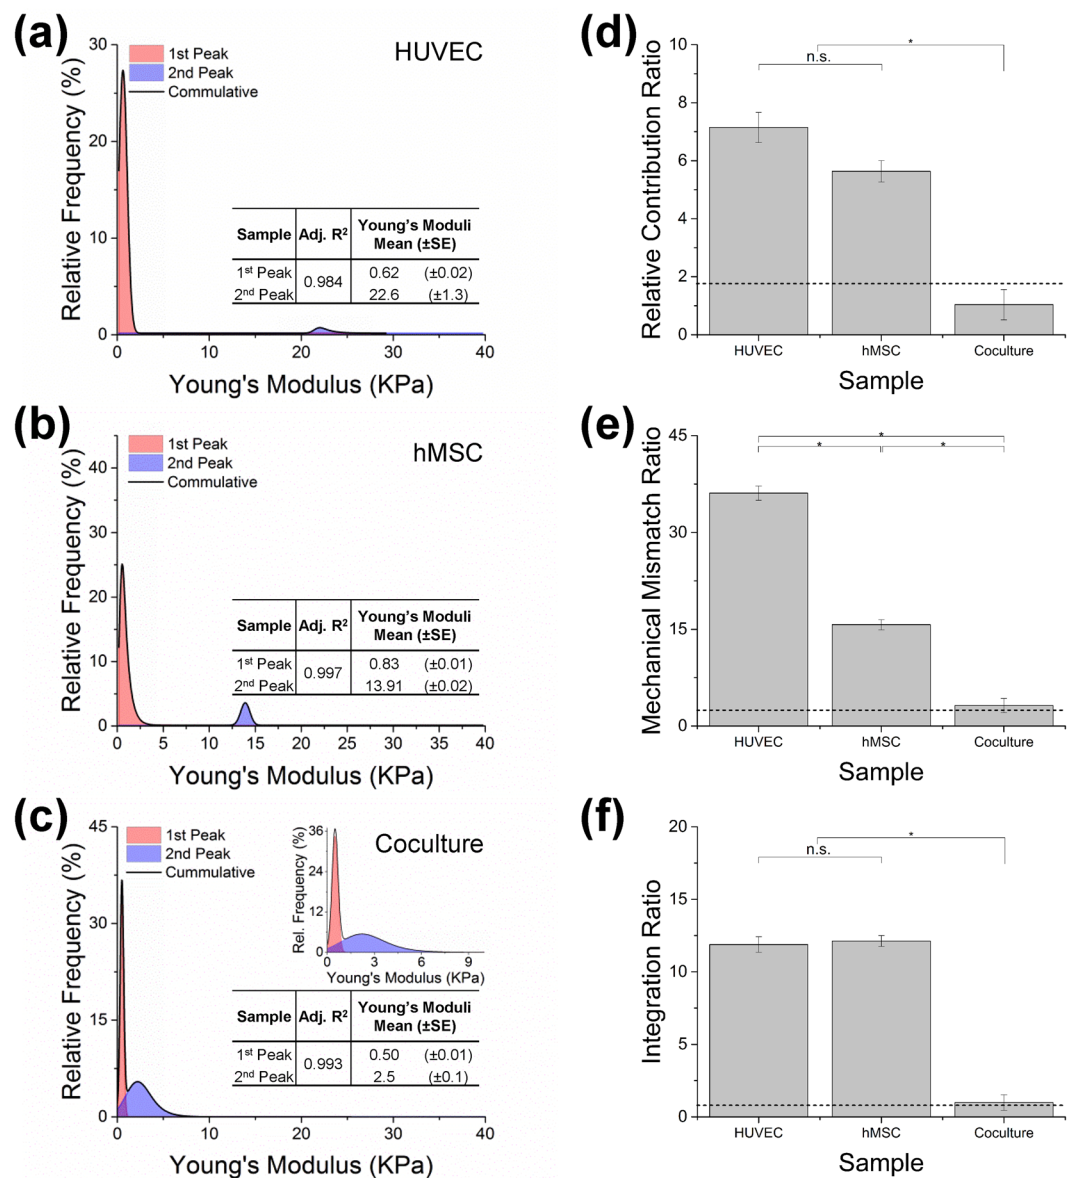 (a)
HUVEC
1st Peak
2nd Peak
Commulative
Relative Frequency (%)
30
20
10
0
Sample Adj. R2 Young's Moduli Mean (±SE)
1st Peak 0.984 0.62 (±0.02)
2nd Peak 22.6 (±1.3)
0 10 20 30 40
Young's Modulus (KPa)
(b)
hMSC
1st Peak
2nd Peak
Commulative
Relative Frequency (%)
40
30
20
10
0
Sample Adj. R2 Young's Moduli Mean (±SE)
1st Peak 0.997 0.83 (±0.01)
2nd Peak 13.91 (±0.02)
0 5 10 15 20 25 30 35 40
Young's Modulus (KPa)
(c)
Coculture
1st Peak
2nd Peak
Cummulative
Relative Frequency (%)
45
30
15
0
Rel. Frequency (%)
36
24
12
0
0 3 6 9
Young's Modulus (KPa)
Sample Adj. R2 Young's Moduli Mean (±SE)
1st Peak 0.993 0.50 (±0.01)
2nd Peak 2.5 (±0.1)
0 10 20 30 40
Young's Modulus (KPa)
(d)
Relative Contribution Ratio
10
8
6
4
2
0
*
n.s.
HUVEC hMSC Coculture
Sample
(e)
Mechanical Mismatch Ratio
45
30
15
0
*
* *
HUVEC hMSC Coculture
Sample
(f)
Integration Ratio
20
15
10
5
0
*
n.s.
HUVEC hMSC Coculture
Sample